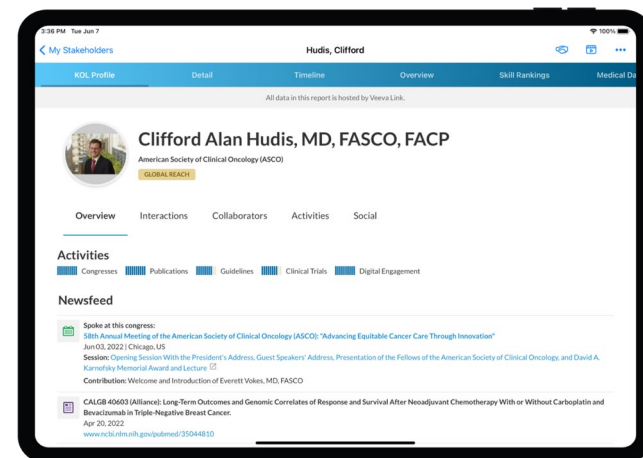 3:36 PM Tue Jun 7
100%
My Stakeholders
Hudis, Clifford
KOL Profile
Detail
Timeline
Overview
Skill Rankings
Medical Da
All data in this report is hosted by Veeva Link.
Clifford Alan Hudis, MD, FASCO, FACP
American Society of Clinical Oncology (ASCO)
GLOBAL REACH
Overview
Interactions
Collaborators
Activities
Social
Activities
Congresses
Publications
Guidelines
Clinical Trials
Digital Engagement
Newsfeed
Spoke at this congress:
58th Annual Meeting of the American Society of Clinical Oncology (ASCO): "Advancing Equitable Cancer Care Through Innovation"
Jun 03, 2022 | Chicago, US
Session: Opening Session With the President's Address, Guest Speakers' Address, Presentation of the Fellows of the American Society of Clinical Oncology, and David A.
Karnofsky Memorial Award and Lecture
Contribution: Welcome and Introduction of Everett Vokes, MD, FASCO
CALGB 40603 (Alliance): Long-Term Outcomes and Genomic Correlates of Response and Survival After Neoadjuvant Chemotherapy With or Without Carboplatin and
Bevacizumab in Triple-Negative Breast Cancer.
Apr 20, 2022
www.ncbi.nlm.nih.gov/pubmed/35044810